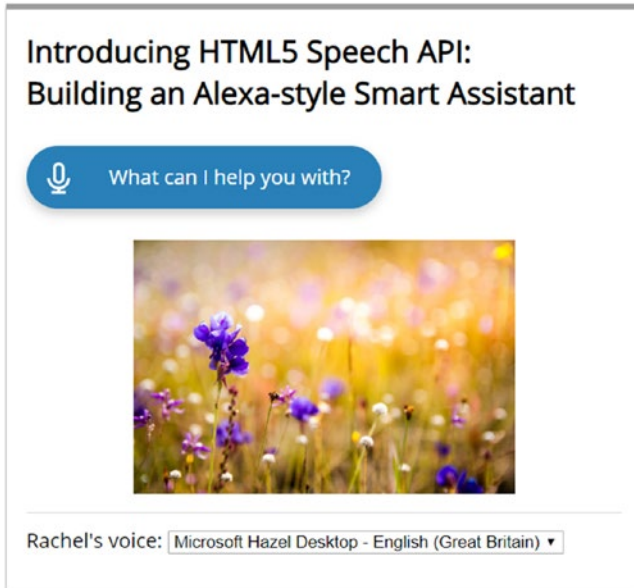 Introducing HTML5 Speech API:
Building an Alexa-style Smart Assistant
What can I help you with?
Rachel's voice: Microsoft Hazel Desktop - English (Great Britain)